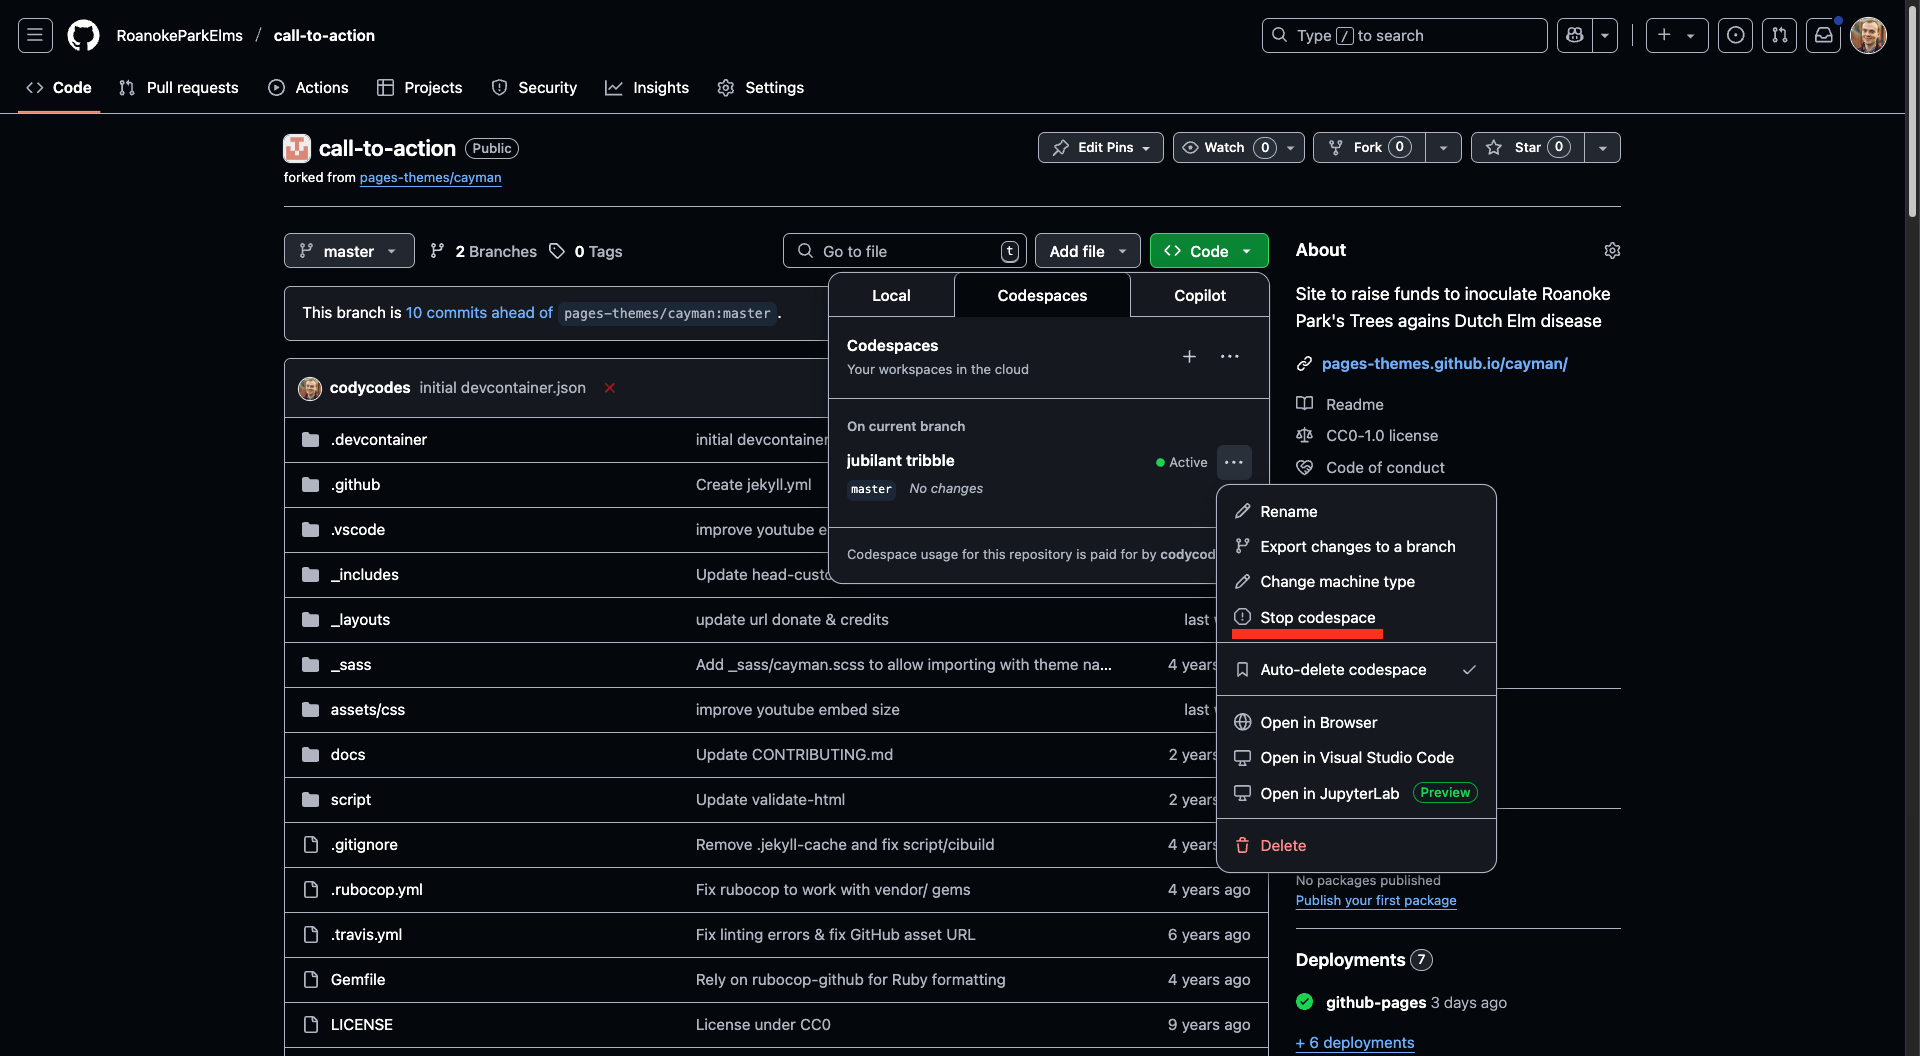 RoanokeParkElms / call-to-action
Type / to search
Code
Pull requests
Actions
Projects
Security
Insights
Settings
call-to-action Public
forked from pages-themes/cayman
Edit Pins
Watch 0
Fork 0
Star 0
master
2 Branches
0 Tags
Go to file t
Add file
Code
Local
Codespaces
Copilot
Codespaces
Your workspaces in the cloud
On current branch
jubilant tribble
Active
master No changes
Codespace usage for this repository is paid for by codycod
Rename
Export changes to a branch
Change machine type
Stop codespace
Auto-delete codespace
Open in Browser
Open in Visual Studio Code
Open in JupyterLab Preview
Delete
This branch is 10 commits ahead of pages-themes/cayman:master .
codycodes initial devcontainer.json
.devcontainer initial devcontainer
.github Create jekyll.yml
.vscode improve youtube e
_includes Update head-custo
_layouts update url donate & credits last
_sass Add _sass/cayman.scss to allow importing with theme na... 4 years
assets/css improve youtube embed size last
docs Update CONTRIBUTING.md 2 years
script Update validate-html 2 years
.gitignore Remove .jekyll-cache and fix script/cibuild 4 years
.rubocop.yml Fix rubocop to work with vendor/ gems 4 years ago
.travis.yml Fix linting errors & fix GitHub asset URL 6 years ago
Gemfile Rely on rubocop-github for Ruby formatting 4 years ago
LICENSE License under CC0 9 years ago
About
Site to raise funds to inoculate Roanoke
Park's Trees agains Dutch Elm disease
pages-themes.github.io/cayman/
Readme
CC0-1.0 license
Code of conduct
No packages published
Publish your first package
Deployments 7
github-pages 3 days ago
+ 6 deployments